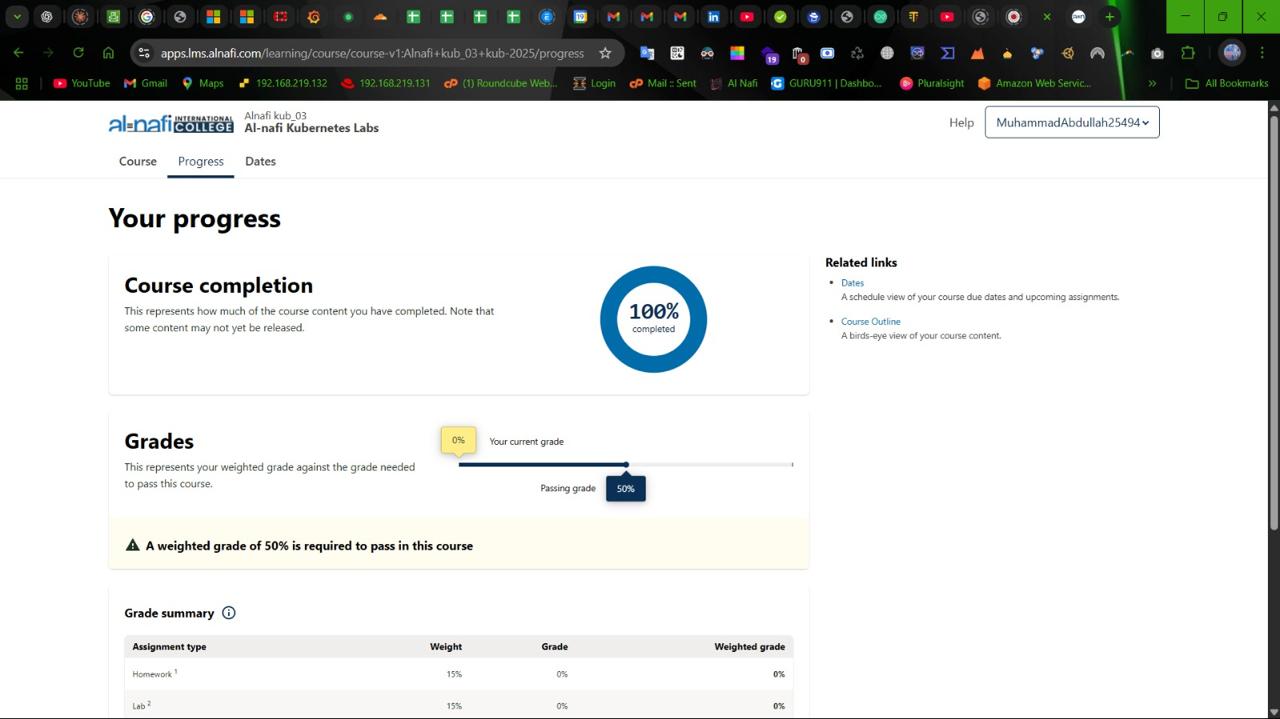 apps.lms.alnafi.com/learning/course/course-v1:Alnafi+kub_03+kub-2025/progress
19
0
YouTube
Gmail
Maps
192.168.219.132
192.168.219.131
(1) Roundcube Web...
Login
Mail :: Sent
Al Nafi
GURU911 | Dashbo...
Pluralsight
Amazon Web Servic...
»
All Bookmarks
al-nafi INTERNATIONAL COLLEGE
Alnafi kub_03
Al-nafi Kubernetes Labs
Help
MuhammadAbdullah25494
Course
Progress
Dates
Your progress
Course completion
This represents how much of the course content you have completed. Note that
some content may not yet be released.
100%
completed
Related links
• Dates
A schedule view of your course due dates and upcoming assignments.
• Course Outline
A birds-eye view of your course content.
Grades
This represents your weighted grade against the grade needed
to pass this course.
0%
Your current grade
Passing grade
50%
A weighted grade of 50% is required to pass in this course
Grade summary
Assignment type Weight Grade Weighted grade
Homework 1 15% 0% 0%
Lab 2 15% 0% 0%